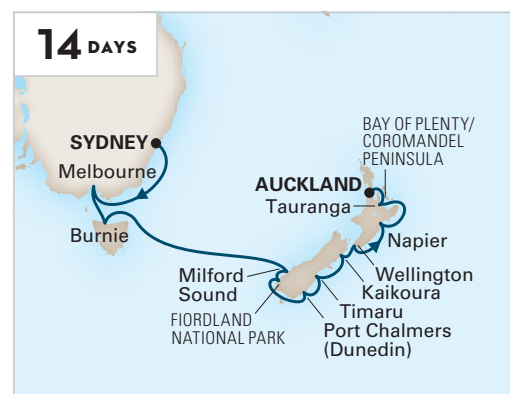 14 DAYS
SYDNEY
Melbourne
Burnie
BAY OF PLENTY/
COROMANDEL
PENINSULA
AUCKLAND
Tauranga
Napier
Wellington
Kaikoura
Timaru
Port Chalmers
(Dunedin)
Milford
Sound
FIORDLAND
NATIONAL PARK